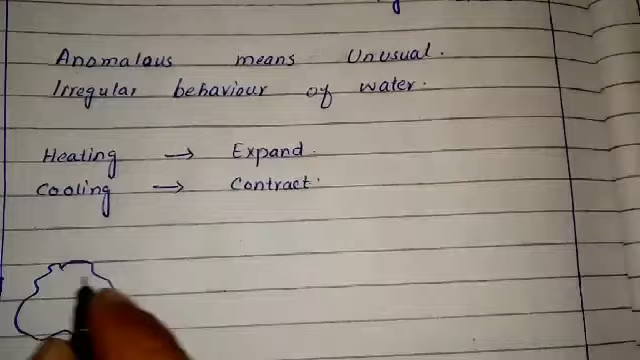 Anomalous means Unusual.
Irregular behaviour of water.
Heating → Expand.
Cooling → Contract.